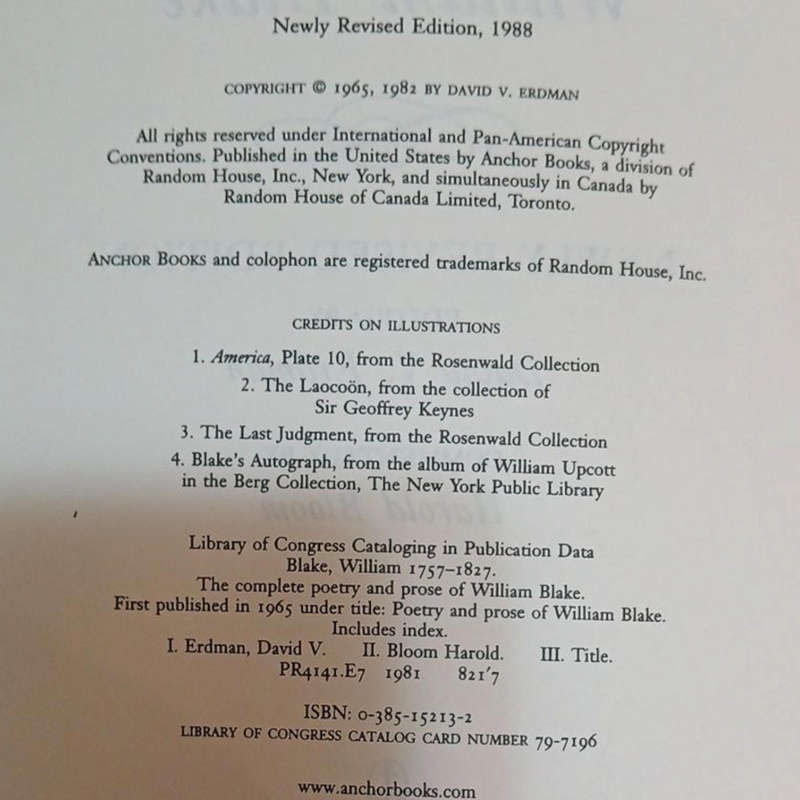 Newly Revised Edition, 1988
COPYRIGHT © 1965, 1982 BY DAVID V. ERDMAN
All rights reserved under International and Pan-American Copyright
Conventions. Published in the United States by Anchor Books, a division of
Random House, Inc., New York, and simultaneously in Canada by
Random House of Canada Limited, Toronto.
ANCHOR BOOKS and colophon are registered trademarks of Random House, Inc.
CREDITS ON ILLUSTRATIONS
1. America, Plate 10, from the Rosenwald Collection
2. The Laocoön, from the collection of
Sir Geoffrey Keynes
3. The Last Judgment, from the Rosenwald Collection
4. Blake's Autograph, from the album of William Upcott
in the Berg Collection, The New York Public Library
Library of Congress Cataloging in Publication Data
Blake, William 1757–1827.
The complete poetry and prose of William Blake.
First published in 1965 under title: Poetry and prose of William Blake.
Includes index.
I. Erdman, David V. II. Bloom Harold. III. Title.
PR4141.E7 1981 821'7
ISBN: 0-385-15213-2
LIBRARY OF CONGRESS CATALOG CARD NUMBER 79-7196
www.anchorbooks.com